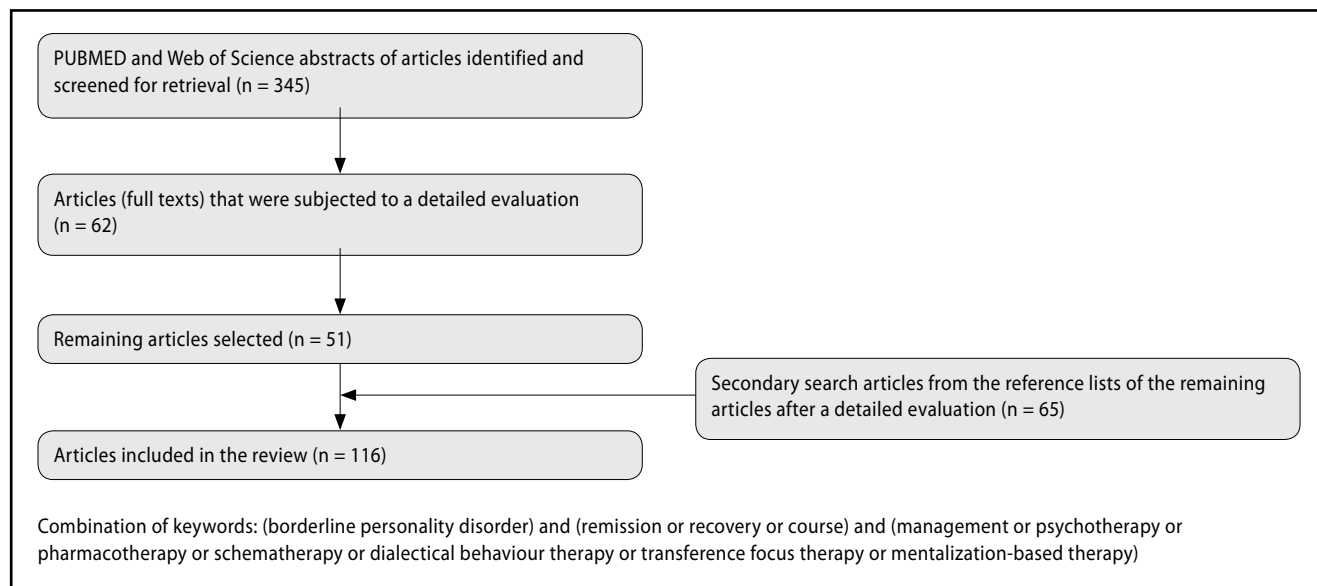 PUBMED and Web of Science abstracts of articles identified and
screened for retrieval (n = 345)
Articles (full texts) that were subjected to a detailed evaluation
(n = 62)
Remaining articles selected (n = 51)
Secondary search articles from the reference lists of the remaining
articles after a detailed evaluation (n = 65)
Articles included in the review (n = 116)
Combination of keywords: (borderline personality disorder) and (remission or recovery or course) and (management or psychotherapy or
pharmacotherapy or schematherapy or dialectical behaviour therapy or transference focus therapy or mentalization-based therapy)